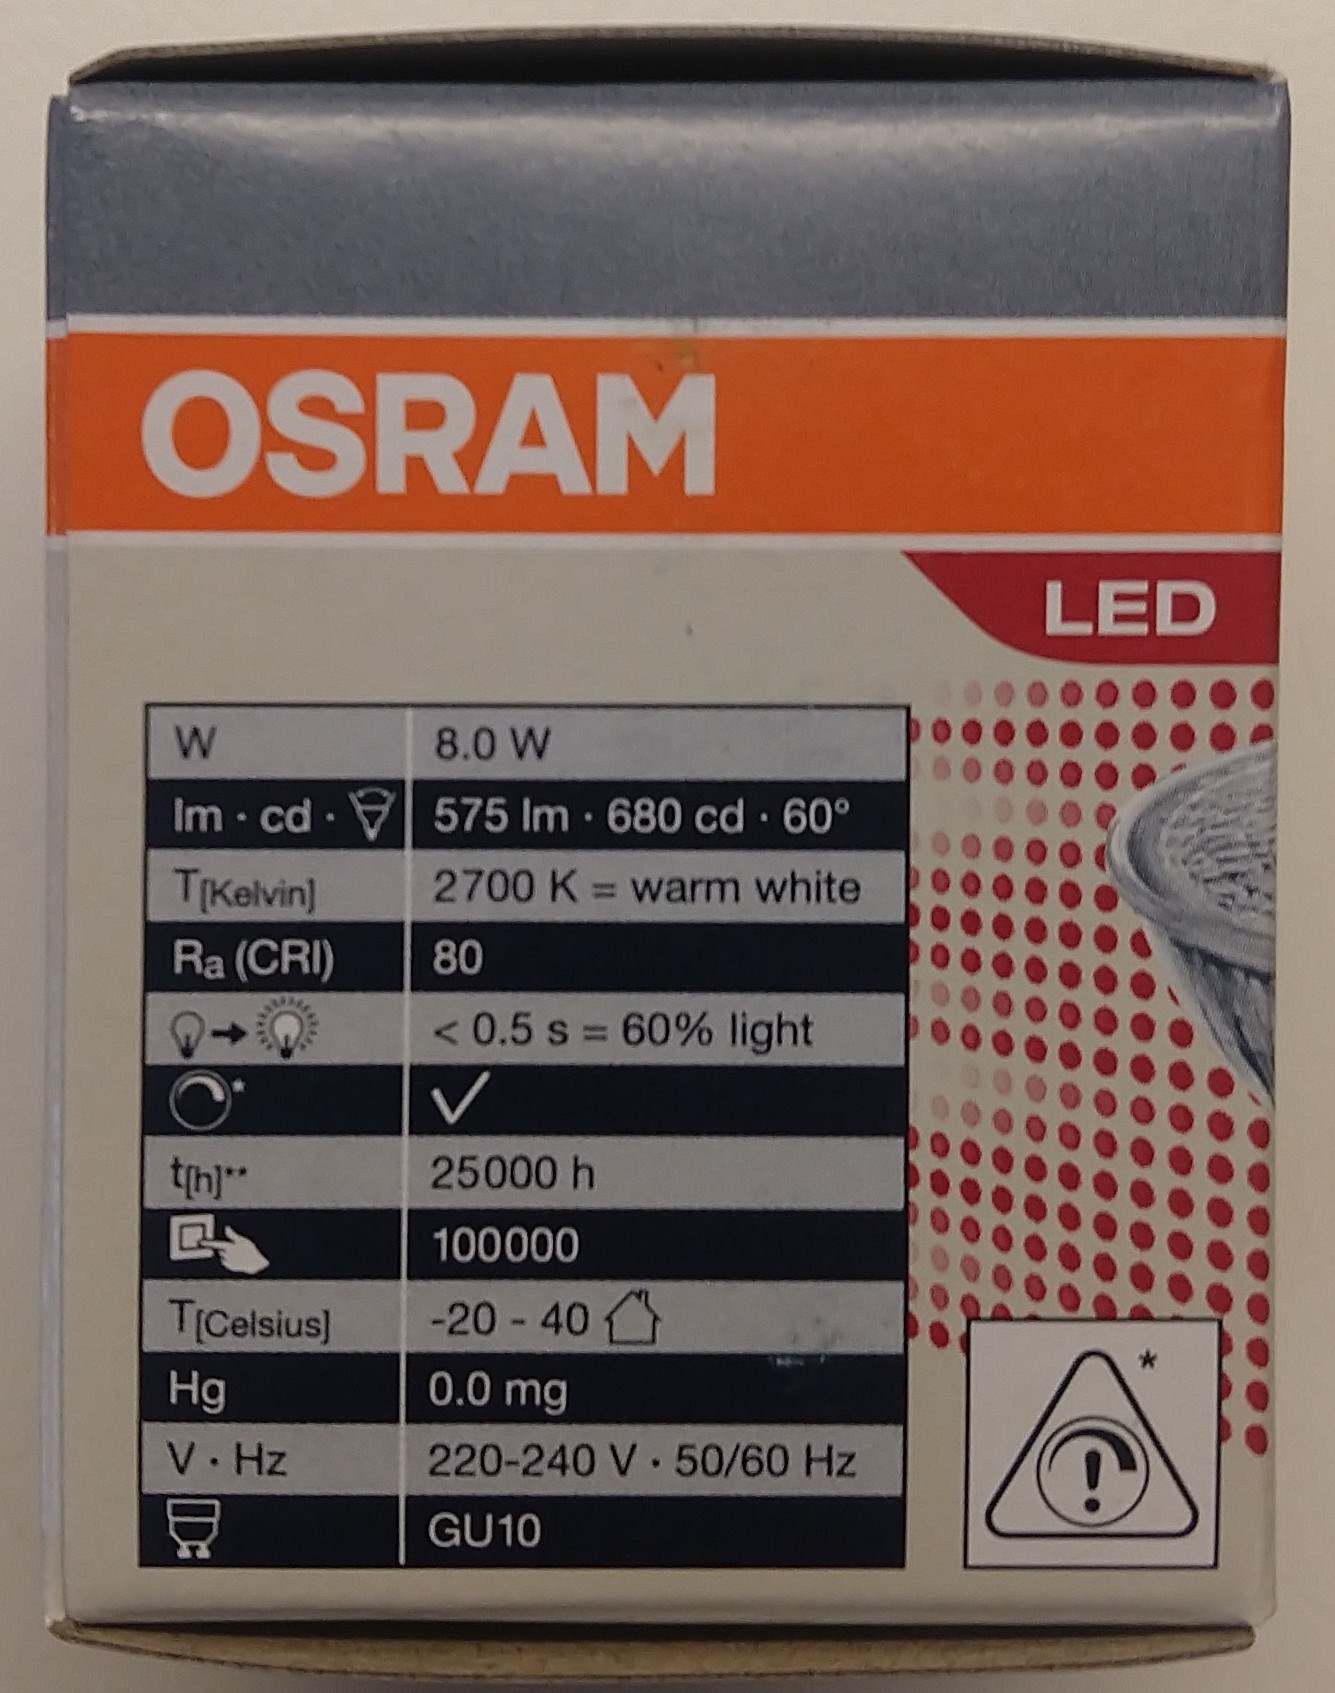 OSRAM
LED
W 8.0 W
lm · cd · 575 lm · 680 cd · 60°
T[Kelvin] 2700 K = warm white
Ra (CRI) 80
< 0.5 s = 60% light
*
t[h]** 25000 h
100000
T[Celsius] -20 - 40
Hg 0.0 mg
V · Hz 220-240 V · 50/60 Hz
GU10
! *